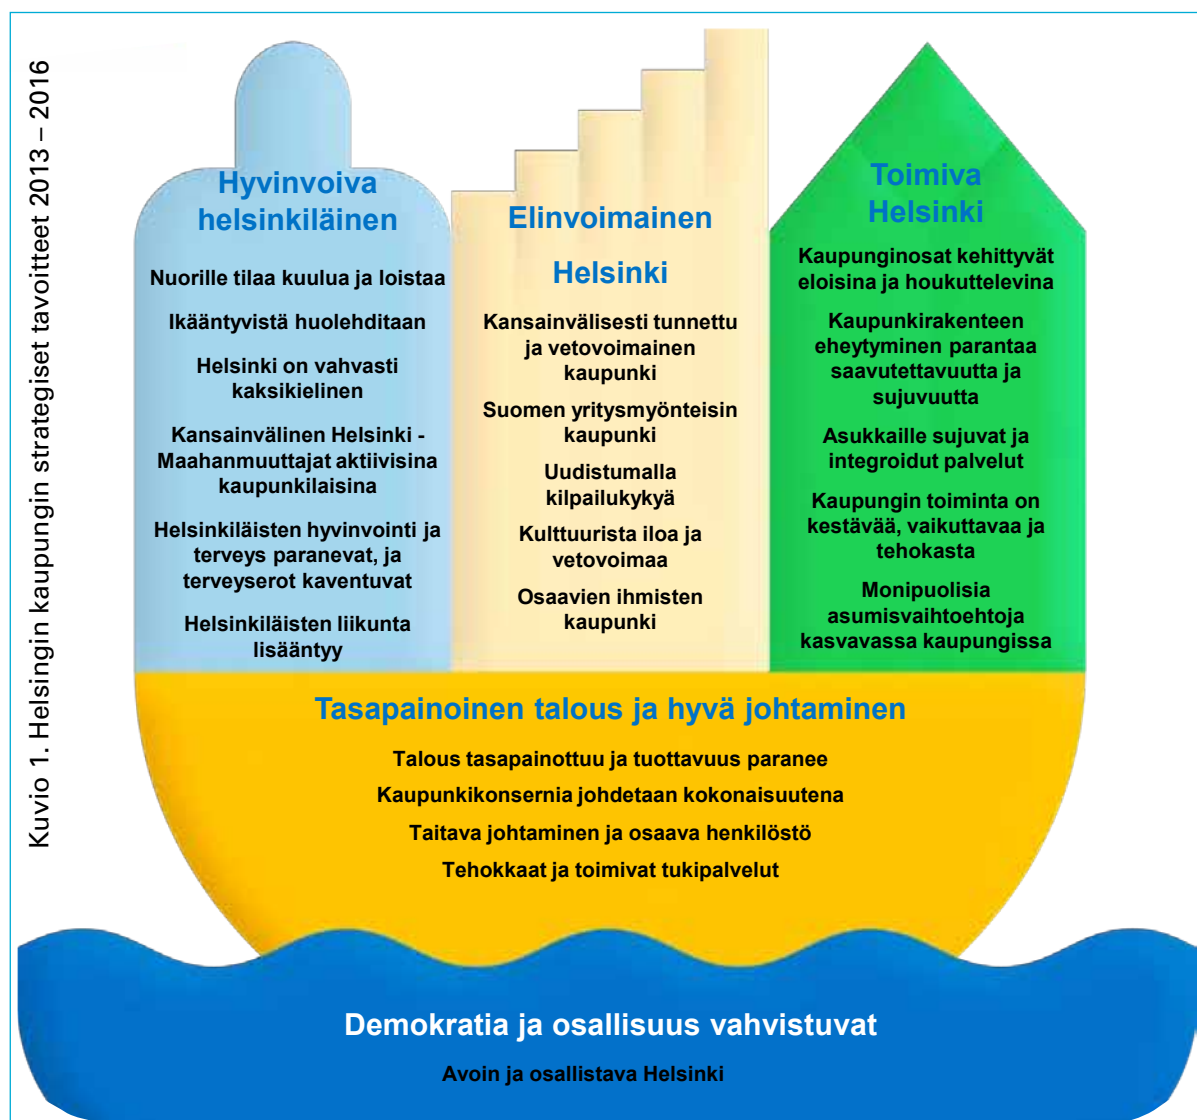 Kuvio 1. Helsingin kaupungin strategiset tavoitteet 2013 – 2016
Hyvinvoiva
helsinkiläinen
Nuorille tilaa kuulua ja loistaa
Ikääntyvistä huolehditaan
Helsinki on vahvasti
kaksikielinen
Kansainvälinen Helsinki -
Maahanmuuttajat aktiivisina
kaupunkilaisina
Helsinkiläisten hyvinvointi ja
terveys paranevat, ja
terveyserot kaventuvat
Helsinkiläisten liikunta
lisääntyy
Elinvoimainen
Helsinki
Kansainvälisesti tunnettu
ja vetovoimainen
kaupunki
Suomen yritysmyönteisin
kaupunki
Uudistumalla
kilpailukykyä
Kulttuurista iloa ja
vetovoimaa
Osaavien ihmisten
kaupunki
Toimiva
Helsinki
Kaupunginosat kehittyvät
eloisina ja houkuttelevina
Kaupunkirakenteen
eheytyminen parantaa
saavutettavuutta ja
sujuvuutta
Asukkaille sujuvat ja
integroidut palvelut
Kaupungin toiminta on
kestävää, vaikuttavaa ja
tehokasta
Monipuolisia
asumisvaihtoehtoja
kasvavassa kaupungissa
Tasapainoinen talous ja hyvä johtaminen
Talous tasapainottuu ja tuottavuus paranee
Kaupunkikonsernia johdetaan kokonaisuutena
Taitava johtaminen ja osaava henkilöstö
Tehokkaat ja toimivat tukipalvelut
Demokratia ja osallisuus vahvistuvat
Avoin ja osallistava Helsinki